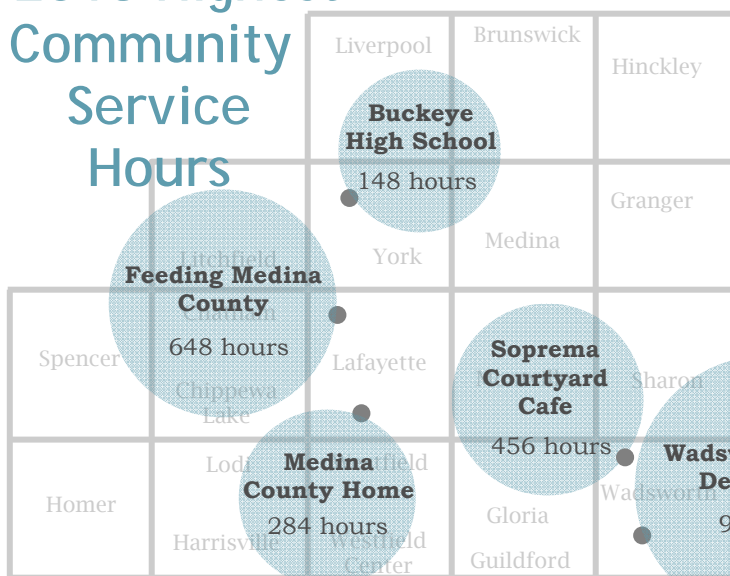 Community
Service
Hours
Liverpool
Brunswick
Hinckley
Buckeye
High School
148 hours
Granger
York
Medina
Litchfield
Feeding Medina
County
Chatham
648 hours
Spencer
Chippewa
Lake
Lafayette
Soprema
Courtyard
Cafe
456 hours
Sharon
Lodi
Medina
County Home
284 hours
Homer
Harrisville
Westfield
Center
Gloria
Guildford
Wadsworth